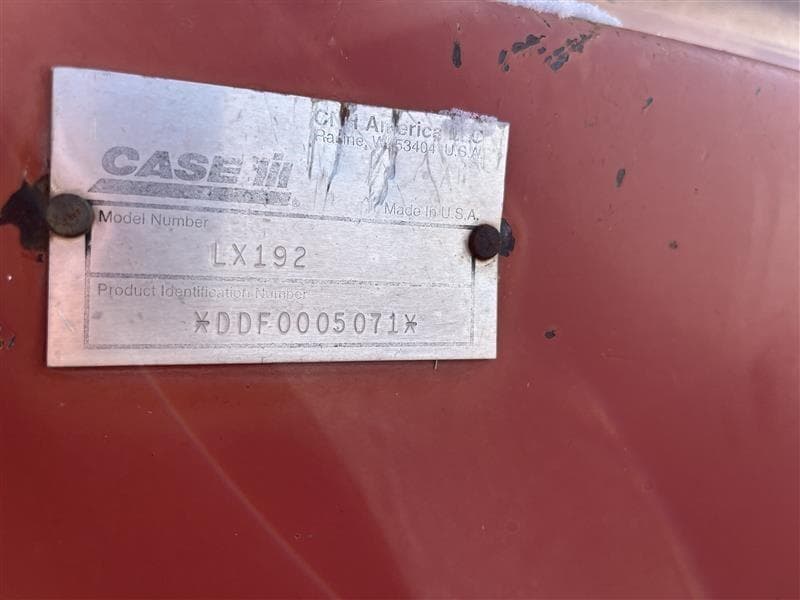 CNH America LLC
Racine, WI 53404 U.S.A.
CASE IH
Made in U.S.A.
Model Number
LX192
Product Identification Number
*DDF0005071*